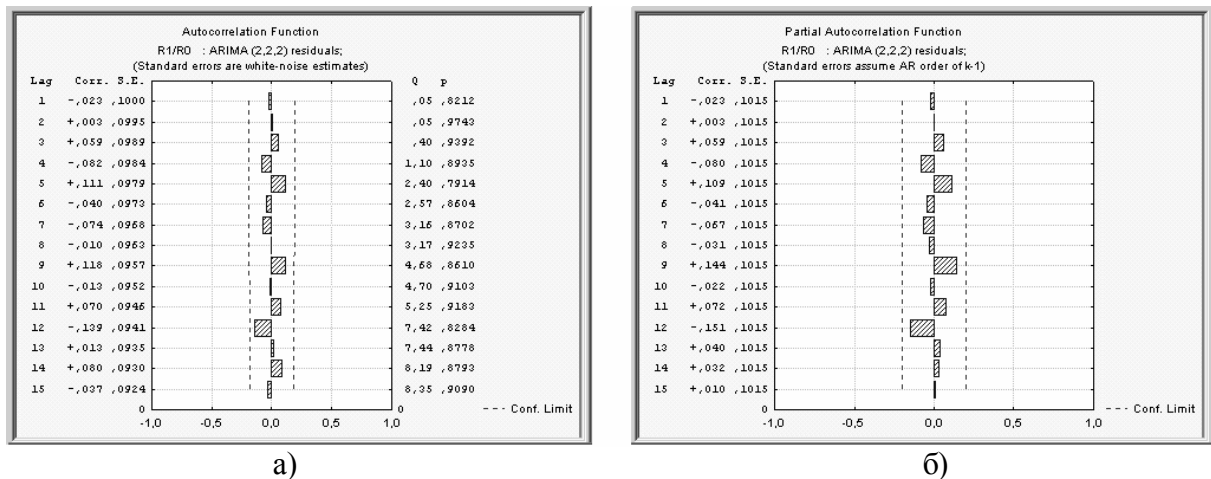 Autocorrelation Function
R1/R0 : ARIMA (2,2,2) residuals;
(Standard errors are white-noise estimates)
Lag Corr. S.E. Q p
1 -,023 ,1000 ,05 ,8212
2 +,003 ,0995 ,05 ,9743
3 +,059 ,0989 ,40 ,9392
4 -,082 ,0984 1,10 ,8935
5 +,111 ,0979 2,40 ,7914
6 -,040 ,0973 2,57 ,8604
7 -,074 ,0968 3,16 ,8702
8 -,010 ,0963 3,17 ,9235
9 +,118 ,0957 4,68 ,8610
10 -,013 ,0952 4,70 ,9103
11 +,070 ,0946 5,25 ,9183
12 -,139 ,0941 7,42 ,8284
13 +,013 ,0935 7,44 ,8778
14 +,080 ,0930 8,19 ,8793
15 -,037 ,0924 8,35 ,9090
0 0
-1,0 -0,5 0,0 0,5 1,0
Conf. Limit
а)
Partial Autocorrelation Function
R1/R0 : ARIMA (2,2,2) residuals;
(Standard errors assume AR order of k-1)
Lag Corr. S.E.
1 -,023 ,1015
2 +,003 ,1015
3 +,059 ,1015
4 -,080 ,1015
5 +,109 ,1015
6 -,041 ,1015
7 -,067 ,1015
8 -,031 ,1015
9 +,144 ,1015
10 -,022 ,1015
11 +,072 ,1015
12 -,151 ,1015
13 +,040 ,1015
14 +,032 ,1015
15 +,010 ,1015
0 0
-1,0 -0,5 0,0 0,5 1,0
Conf. Limit
б)